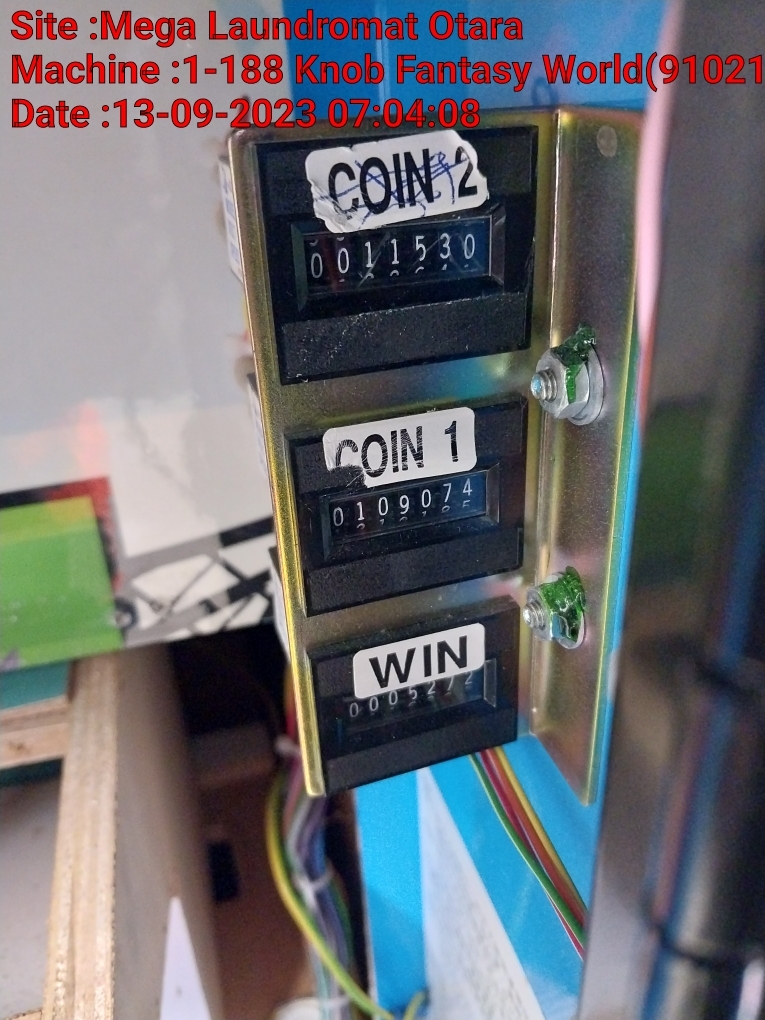 Site :Mega Laundromat Otara
Machine :1-188 Knob Fantasy World(91021
Date :13-09-2023 07:04:08
COIN 2
0011530
COIN 1
0109074
WIN
0005272